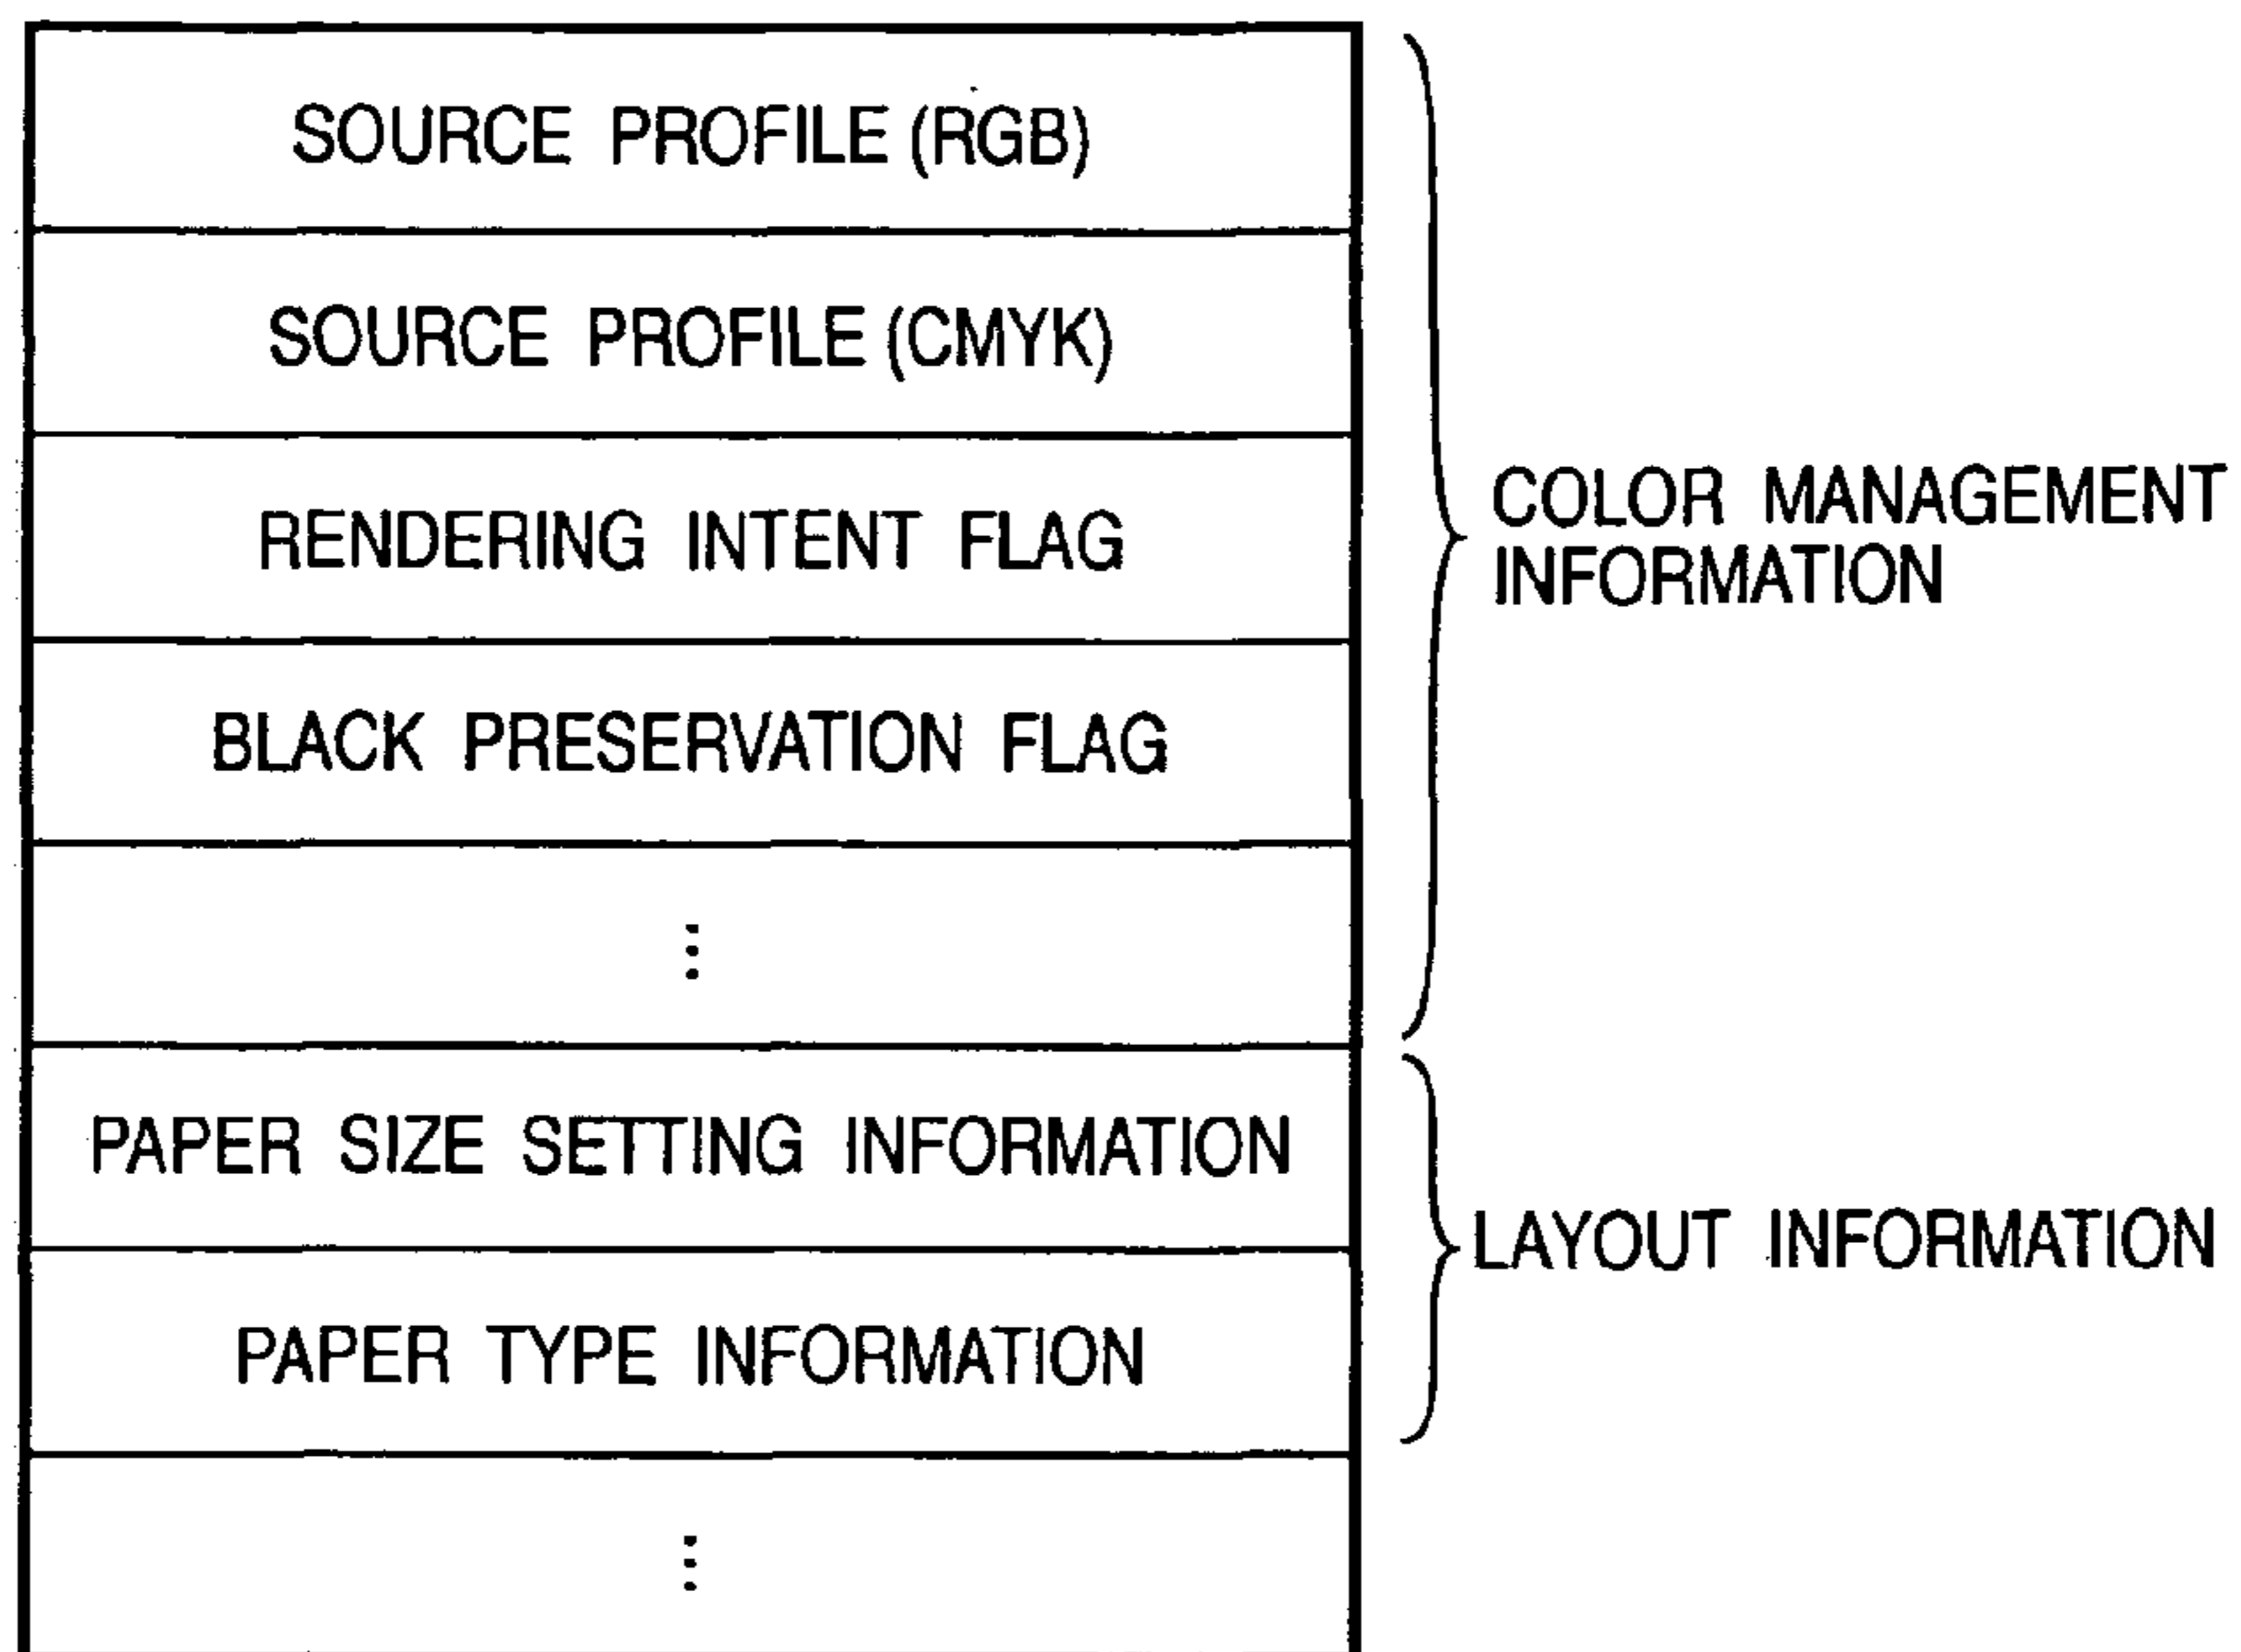 SOURCE PROFILE (RGB)
SOURCE PROFILE (CMYK)
RENDERING INTENT FLAG
BLACK PRESERVATION FLAG
⋮
COLOR MANAGEMENT
INFORMATION
PAPER SIZE SETTING INFORMATION
PAPER TYPE INFORMATION
⋮
LAYOUT INFORMATION